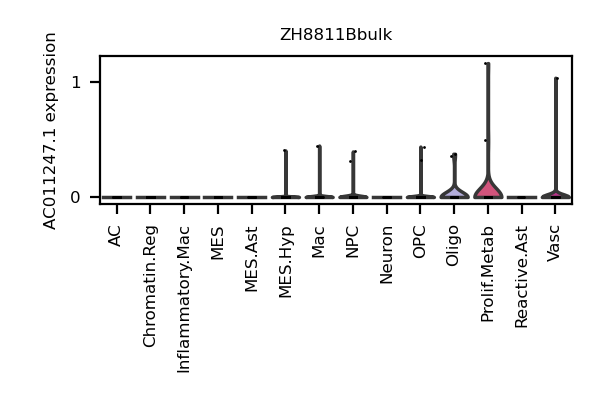 ZH8811Bbulk
AC011247.1 expression
1
0
AC
Chromatin.Reg
Inflammatory.Mac
MES
MES.Ast
MES.Hyp
Mac
NPC
Neuron
OPC
Oligo
Prolif.Metab
Reactive.Ast
Vasc